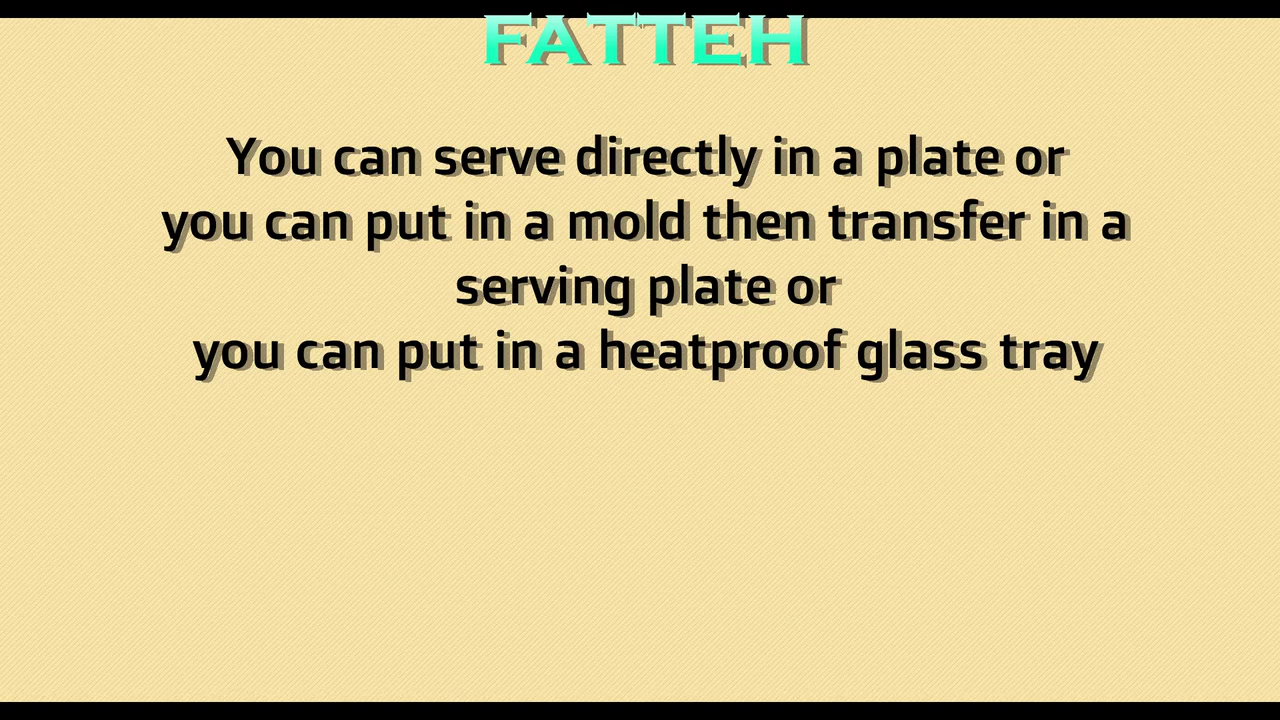 FATTEH
You can serve directly in a plate or
you can put in a mold then transfer in a
serving plate or
you can put in a heatproof glass tray